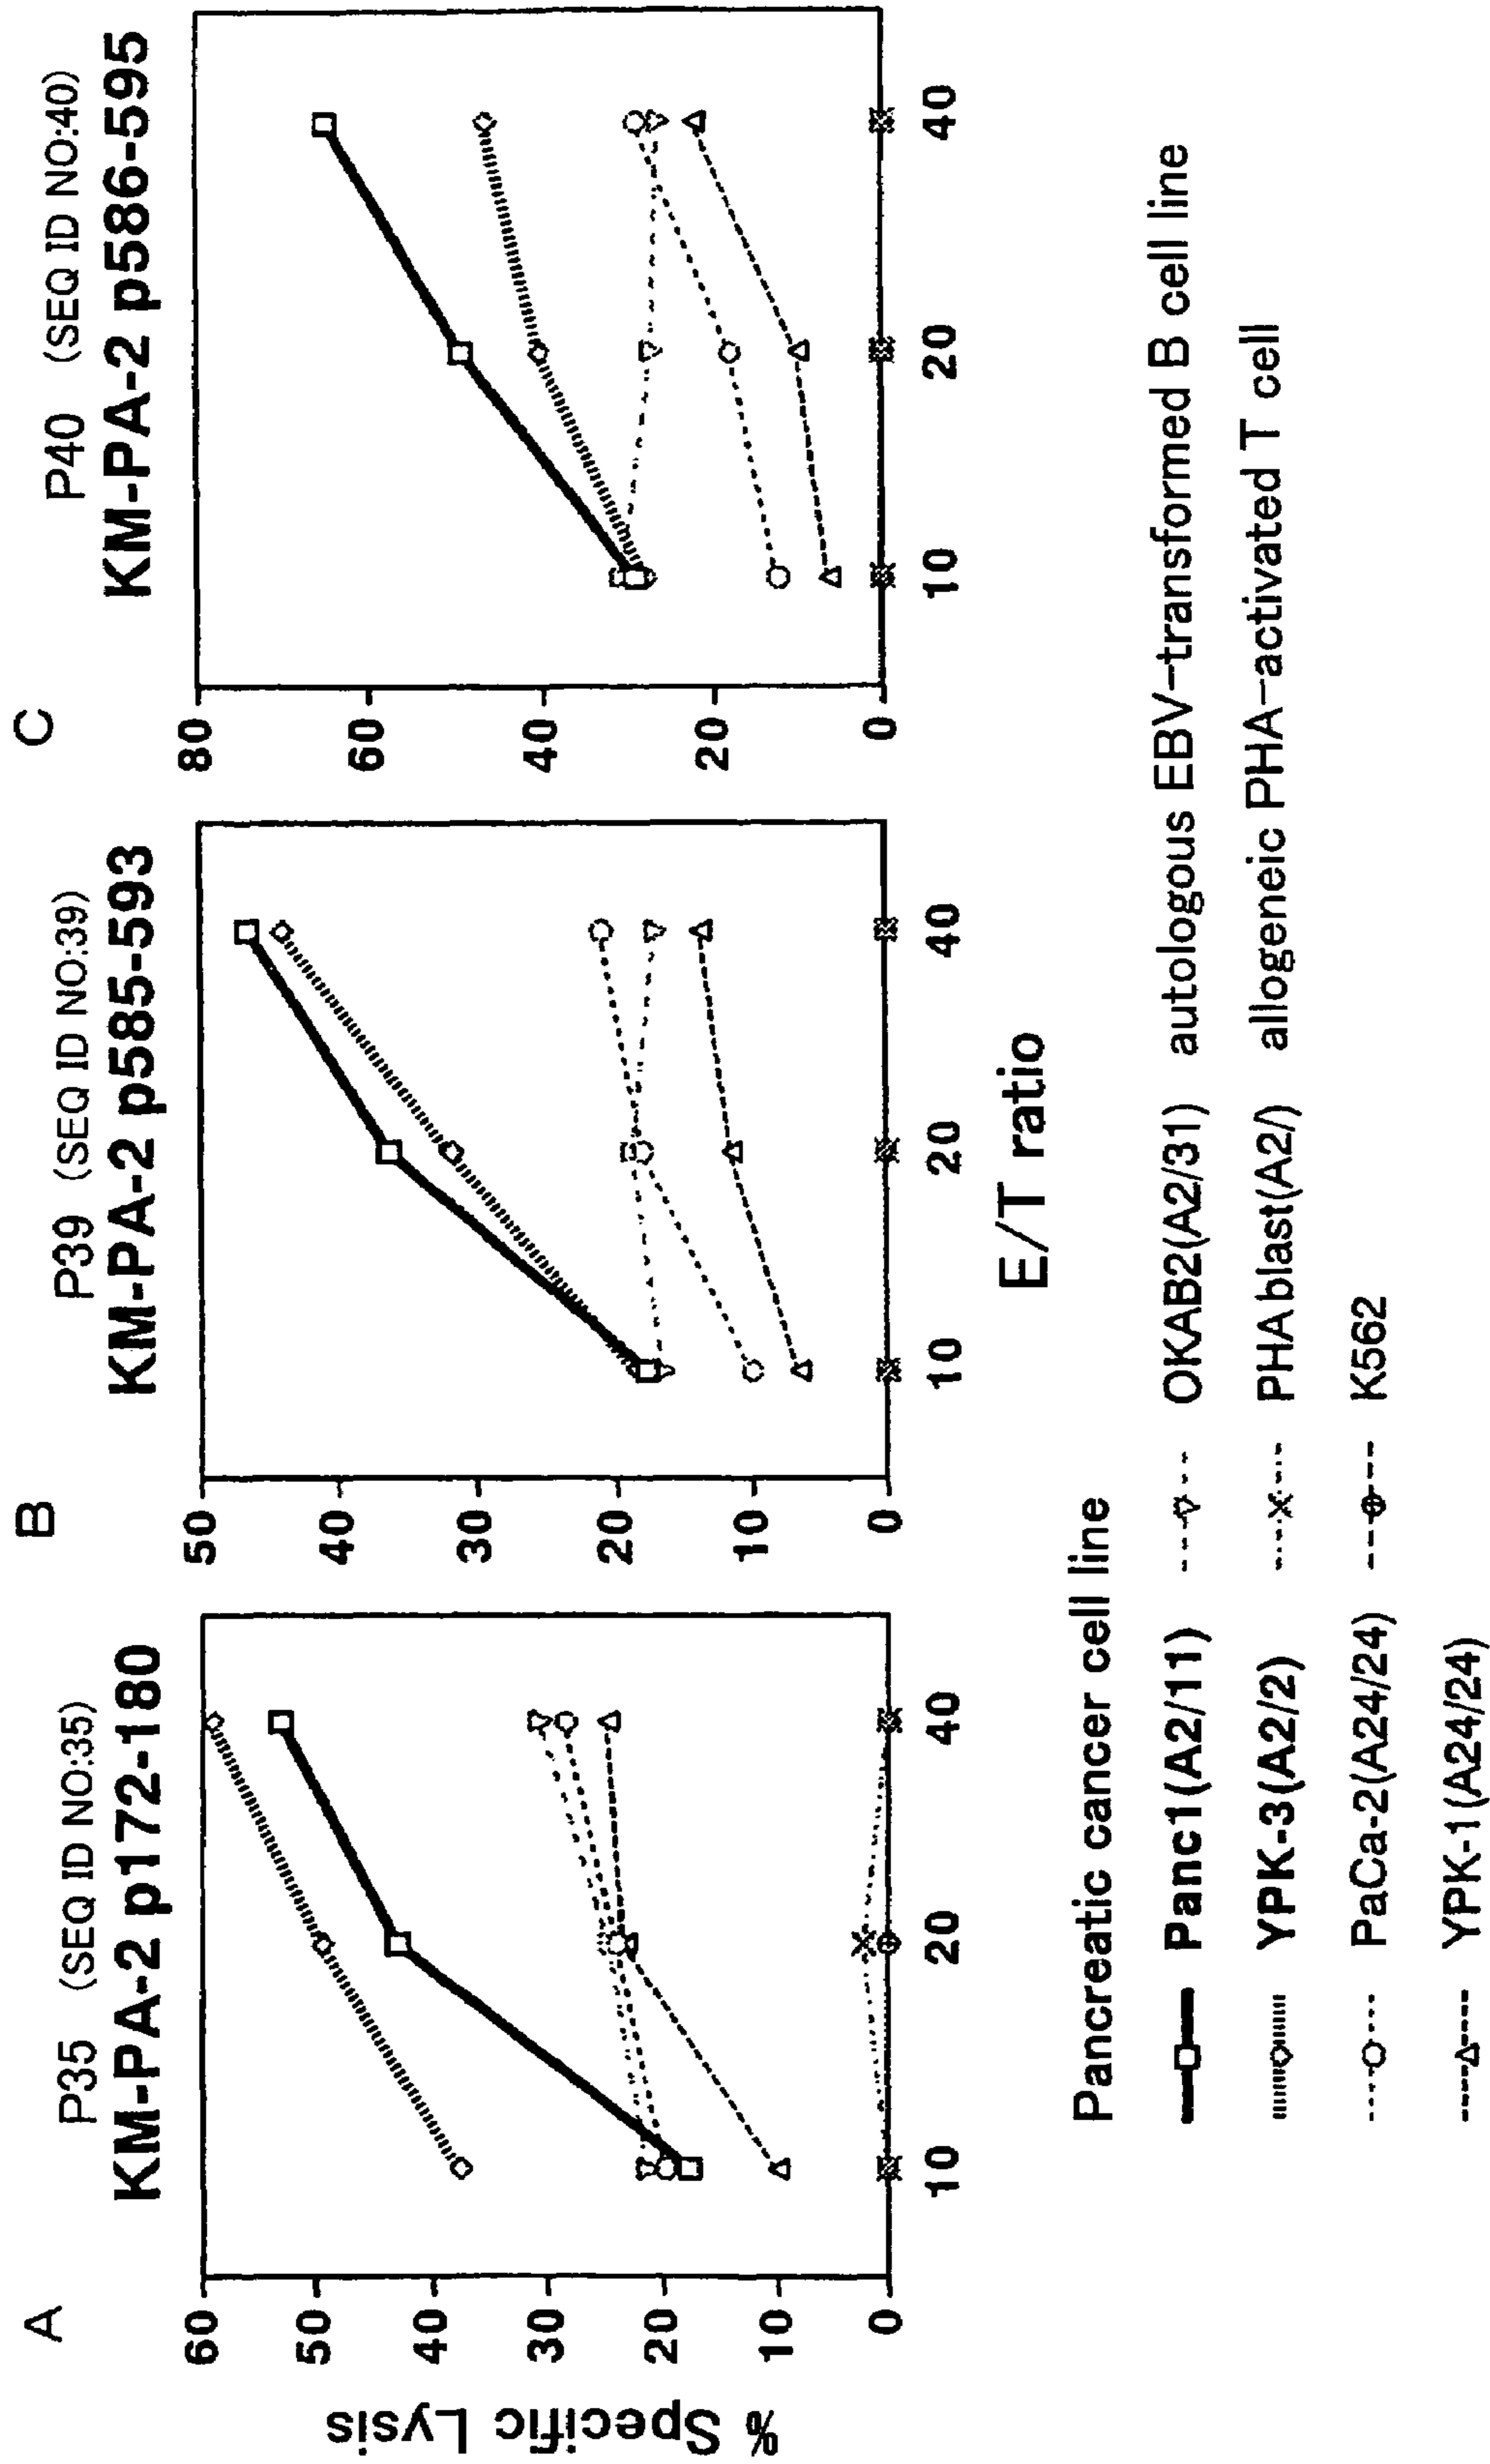 A
P35 (SEQ ID NO:35)
KM-PA-2 p172-180
60
50
40
30
20
10
0
10
20
40
B
P39 (SEQ ID NO:39)
KM-PA-2 p585-593
50
40
30
20
10
0
10
20
40
C
P40 (SEQ ID NO:40)
KM-PA-2 p586-595
80
60
40
20
0
10
20
40
% Specific Lysis
E/T ratio
Pancreatic cancer cell line
Panc1(A2/11)
YPK-3(A2/2)
PaCa-2(A24/24)
YPK-1(A24/24)
OKAB2(A2/31) autologous EBV-transformed B cell line
PHAblast(A2/) allogeneic PHA-activated T cell
K562